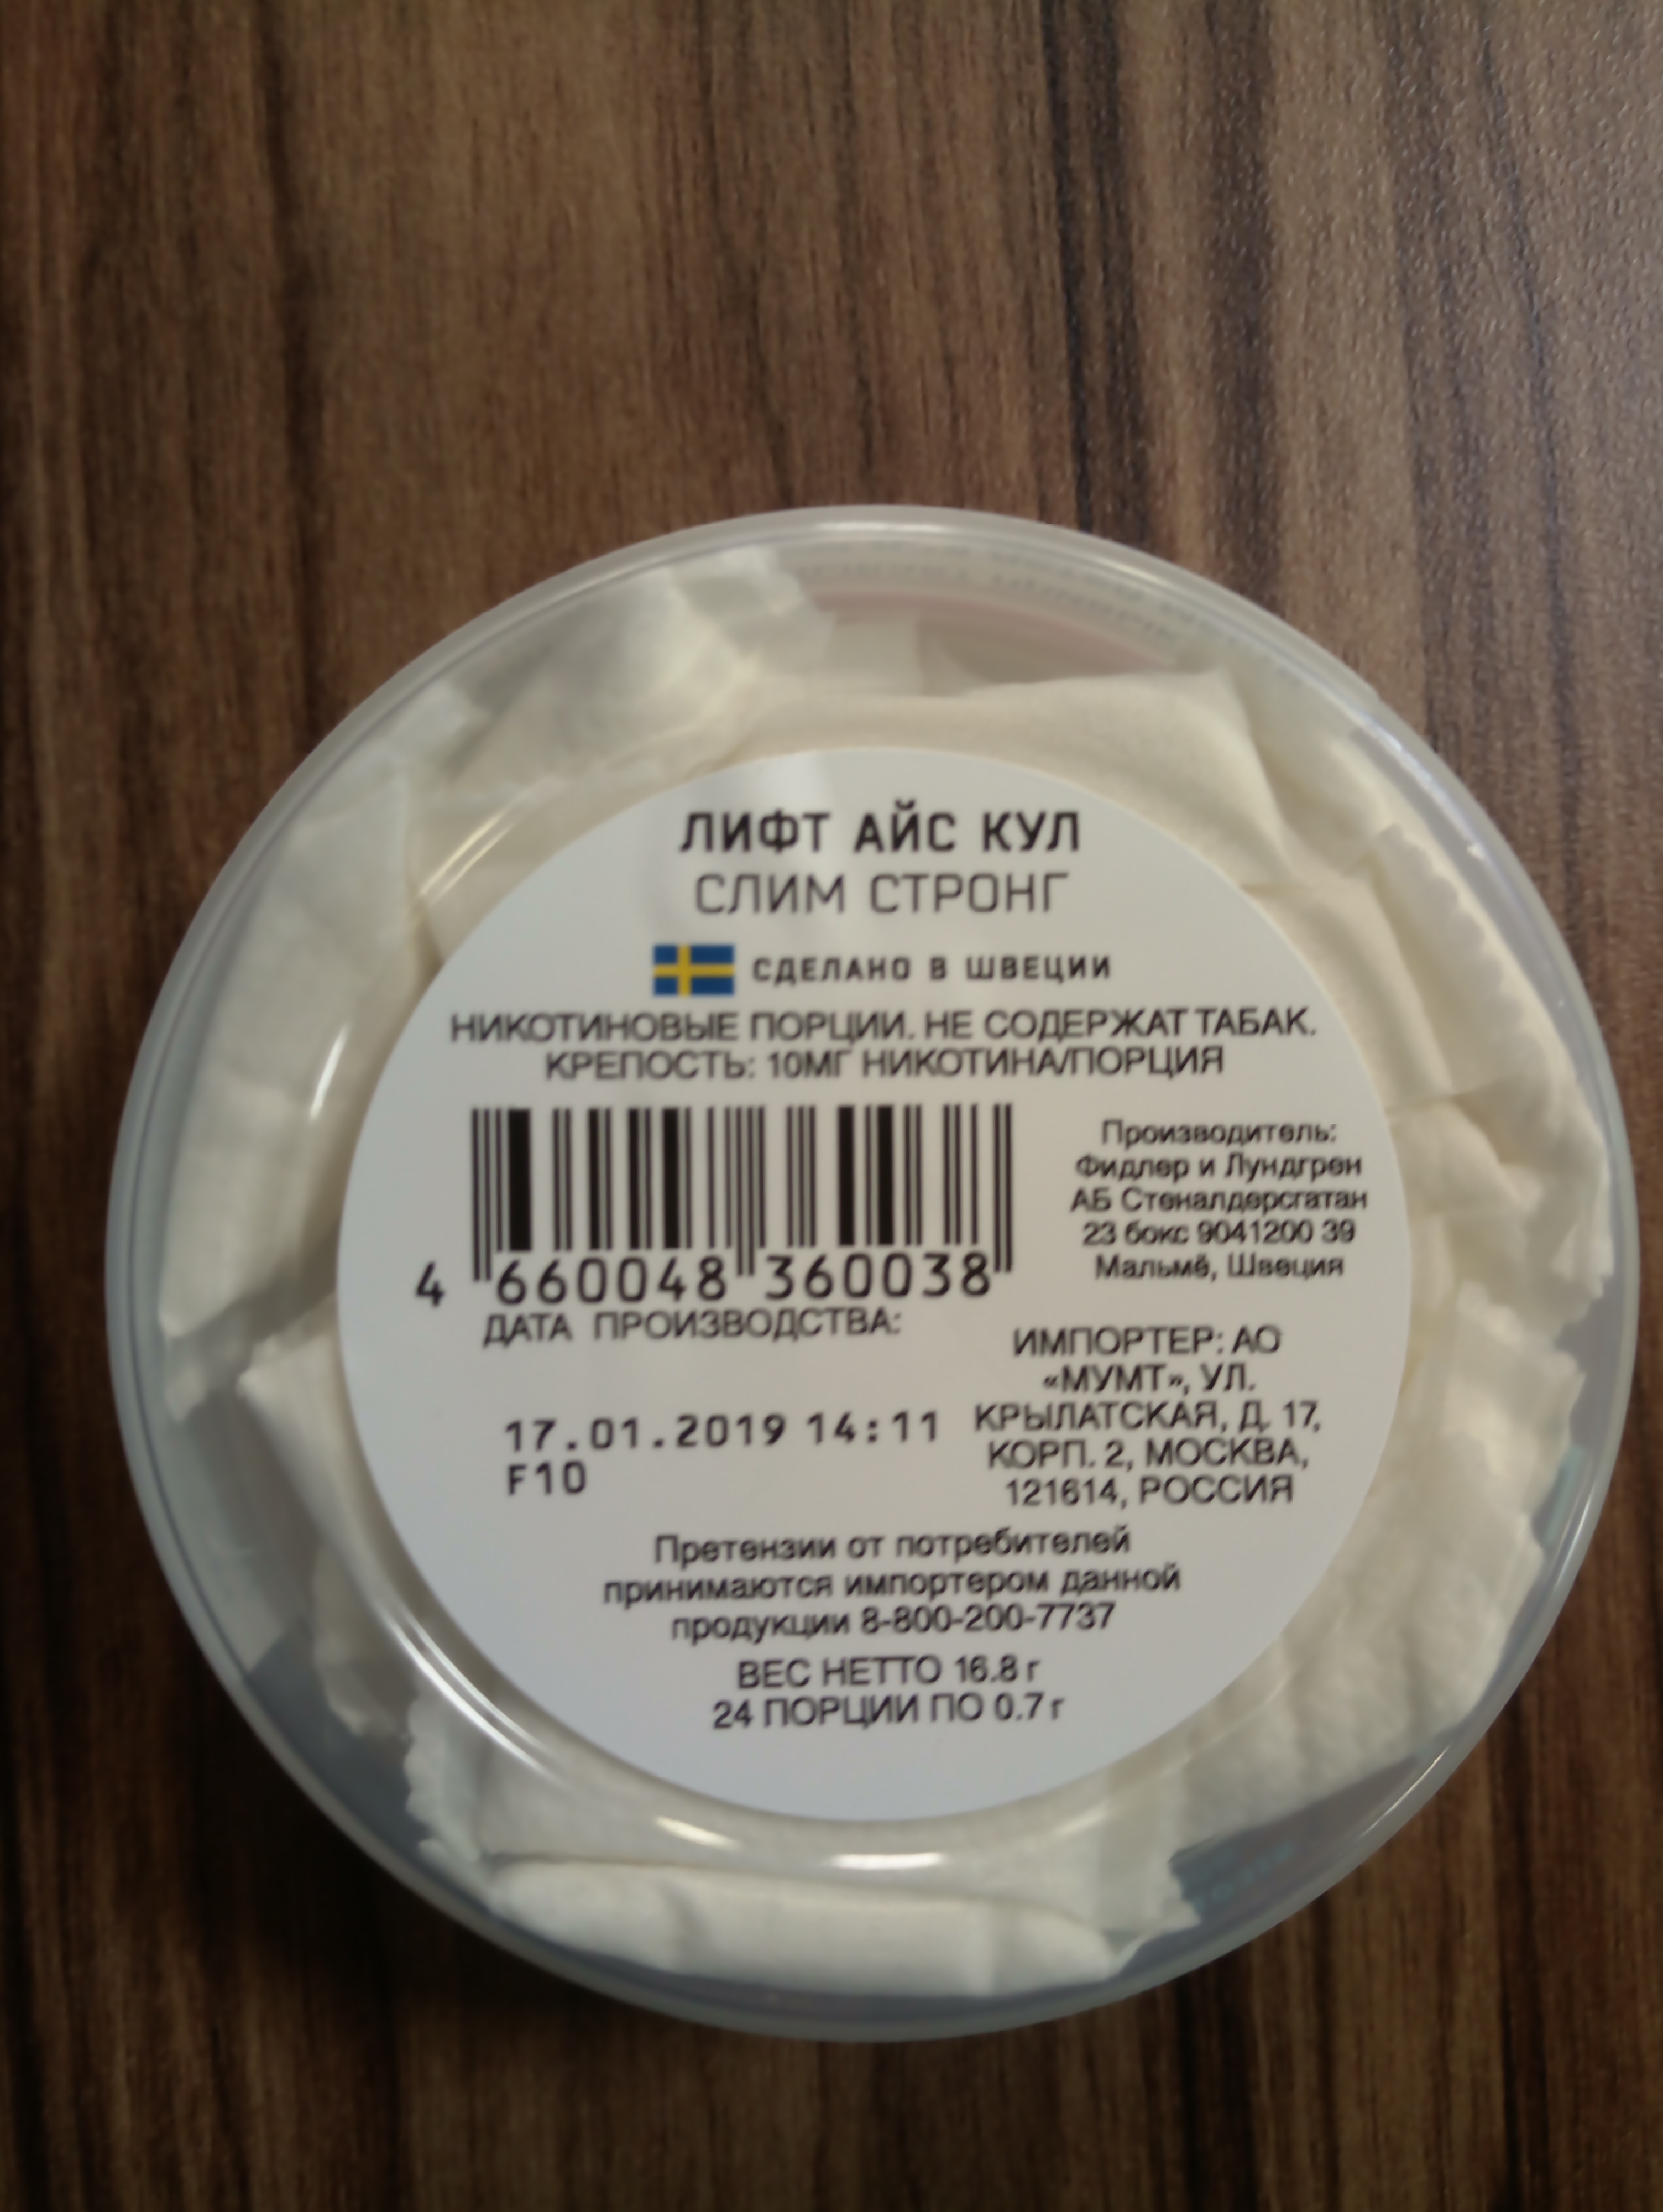 ЛИФТ АЙС КУЛ
СЛИМ СТРОНГ
СДЕЛАНО В ШВЕЦИИ
НИКОТИНОВЫЕ ПОРЦИИ. НЕ СОДЕРЖАТ ТАБАК.
КРЕПОСТЬ: 10МГ НИКОТИНА/ПОРЦИЯ
4 660048 360038
Производитель:
Фидлер и Лундгрен
АБ Стеналдерсгатан
23 бокс 9041200 39
Мальмё, Швеция
ДАТА ПРОИЗВОДСТВА:
17.01.2019 14:11
F10
ИМПОРТЕР: АО
«МУМТ», УЛ.
КРЫЛАТСКАЯ, Д. 17,
КОРП. 2, МОСКВА,
121614, РОССИЯ
Претензии от потребителей
принимаются импортером данной
продукции 8-800-200-7737
ВЕС НЕТТО 16.8 г
24 ПОРЦИИ ПО 0.7 г